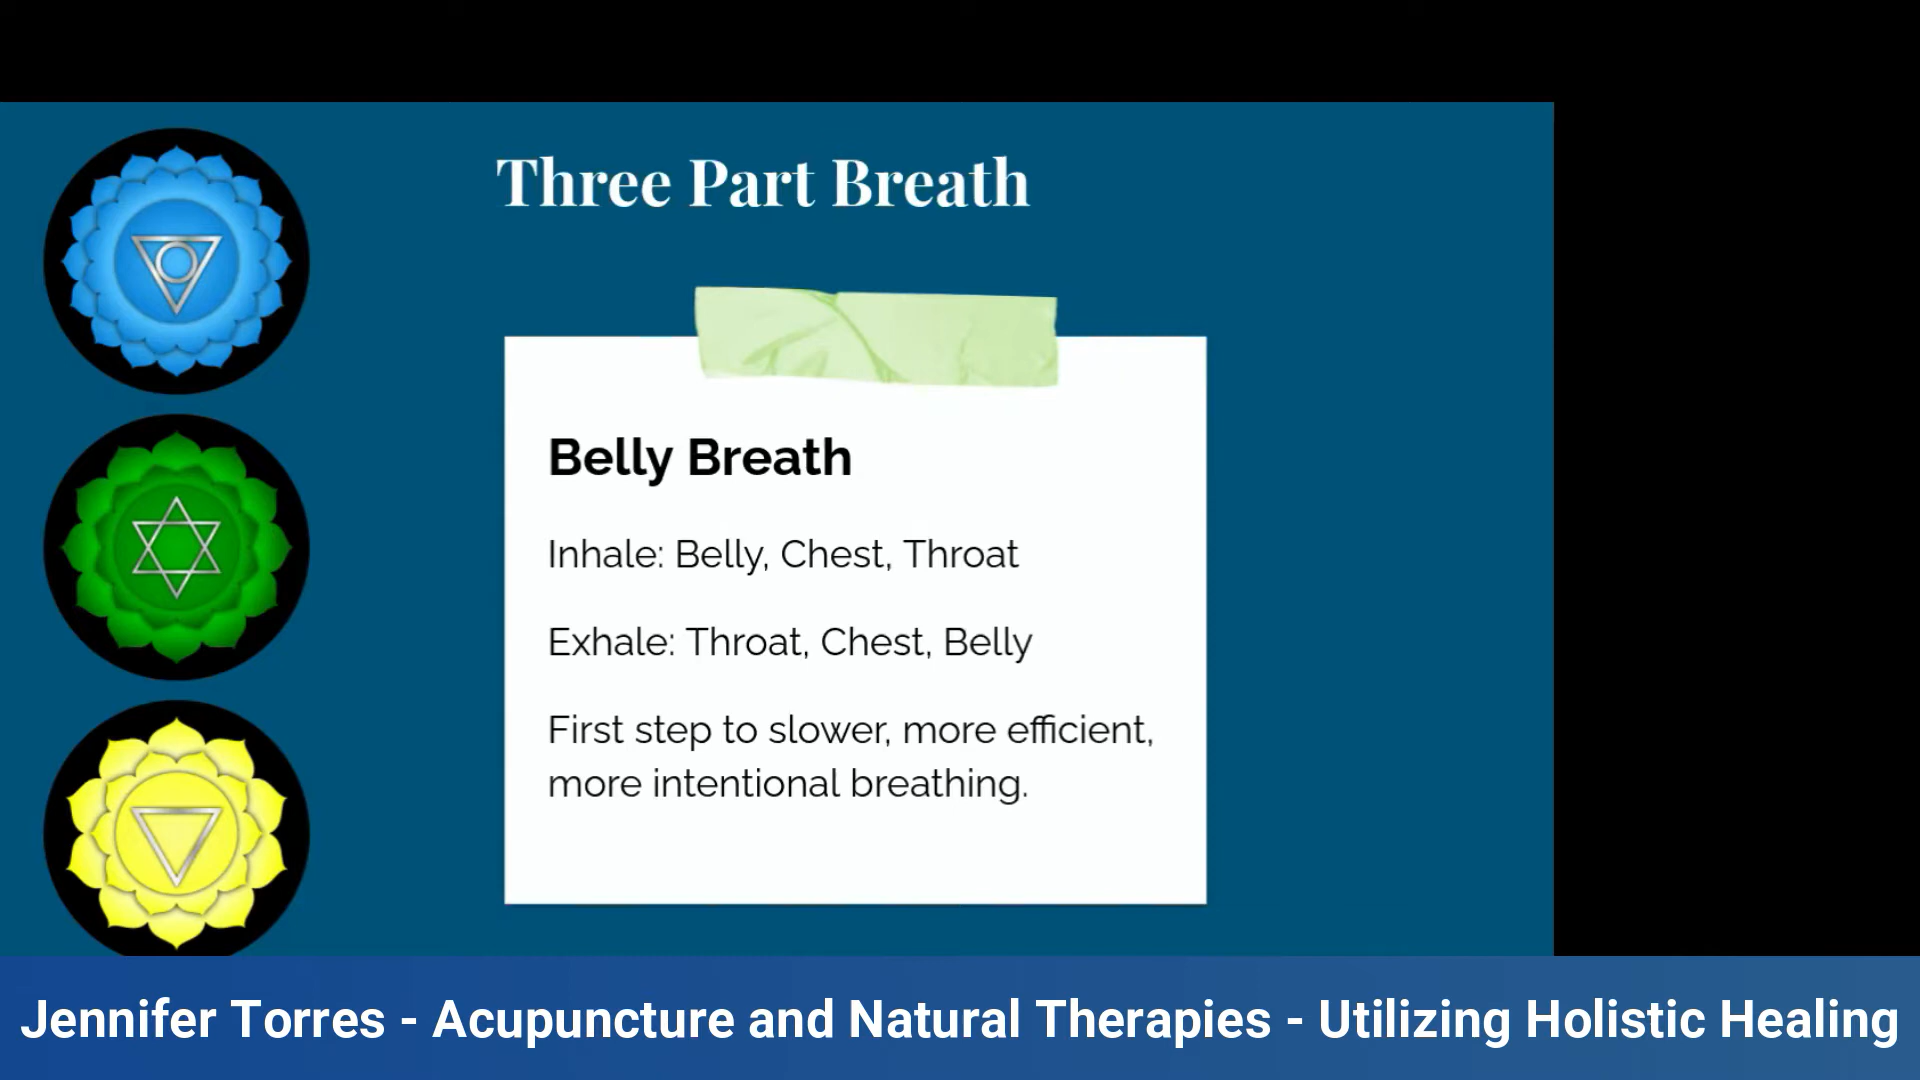 Three Part Breath
Belly Breath
Inhale: Belly, Chest, Throat
Exhale: Throat, Chest, Belly
First step to slower, more efficient,
more intentional breathing.
Jennifer Torres - Acupuncture and Natural Therapies - Utilizing Holistic Healing